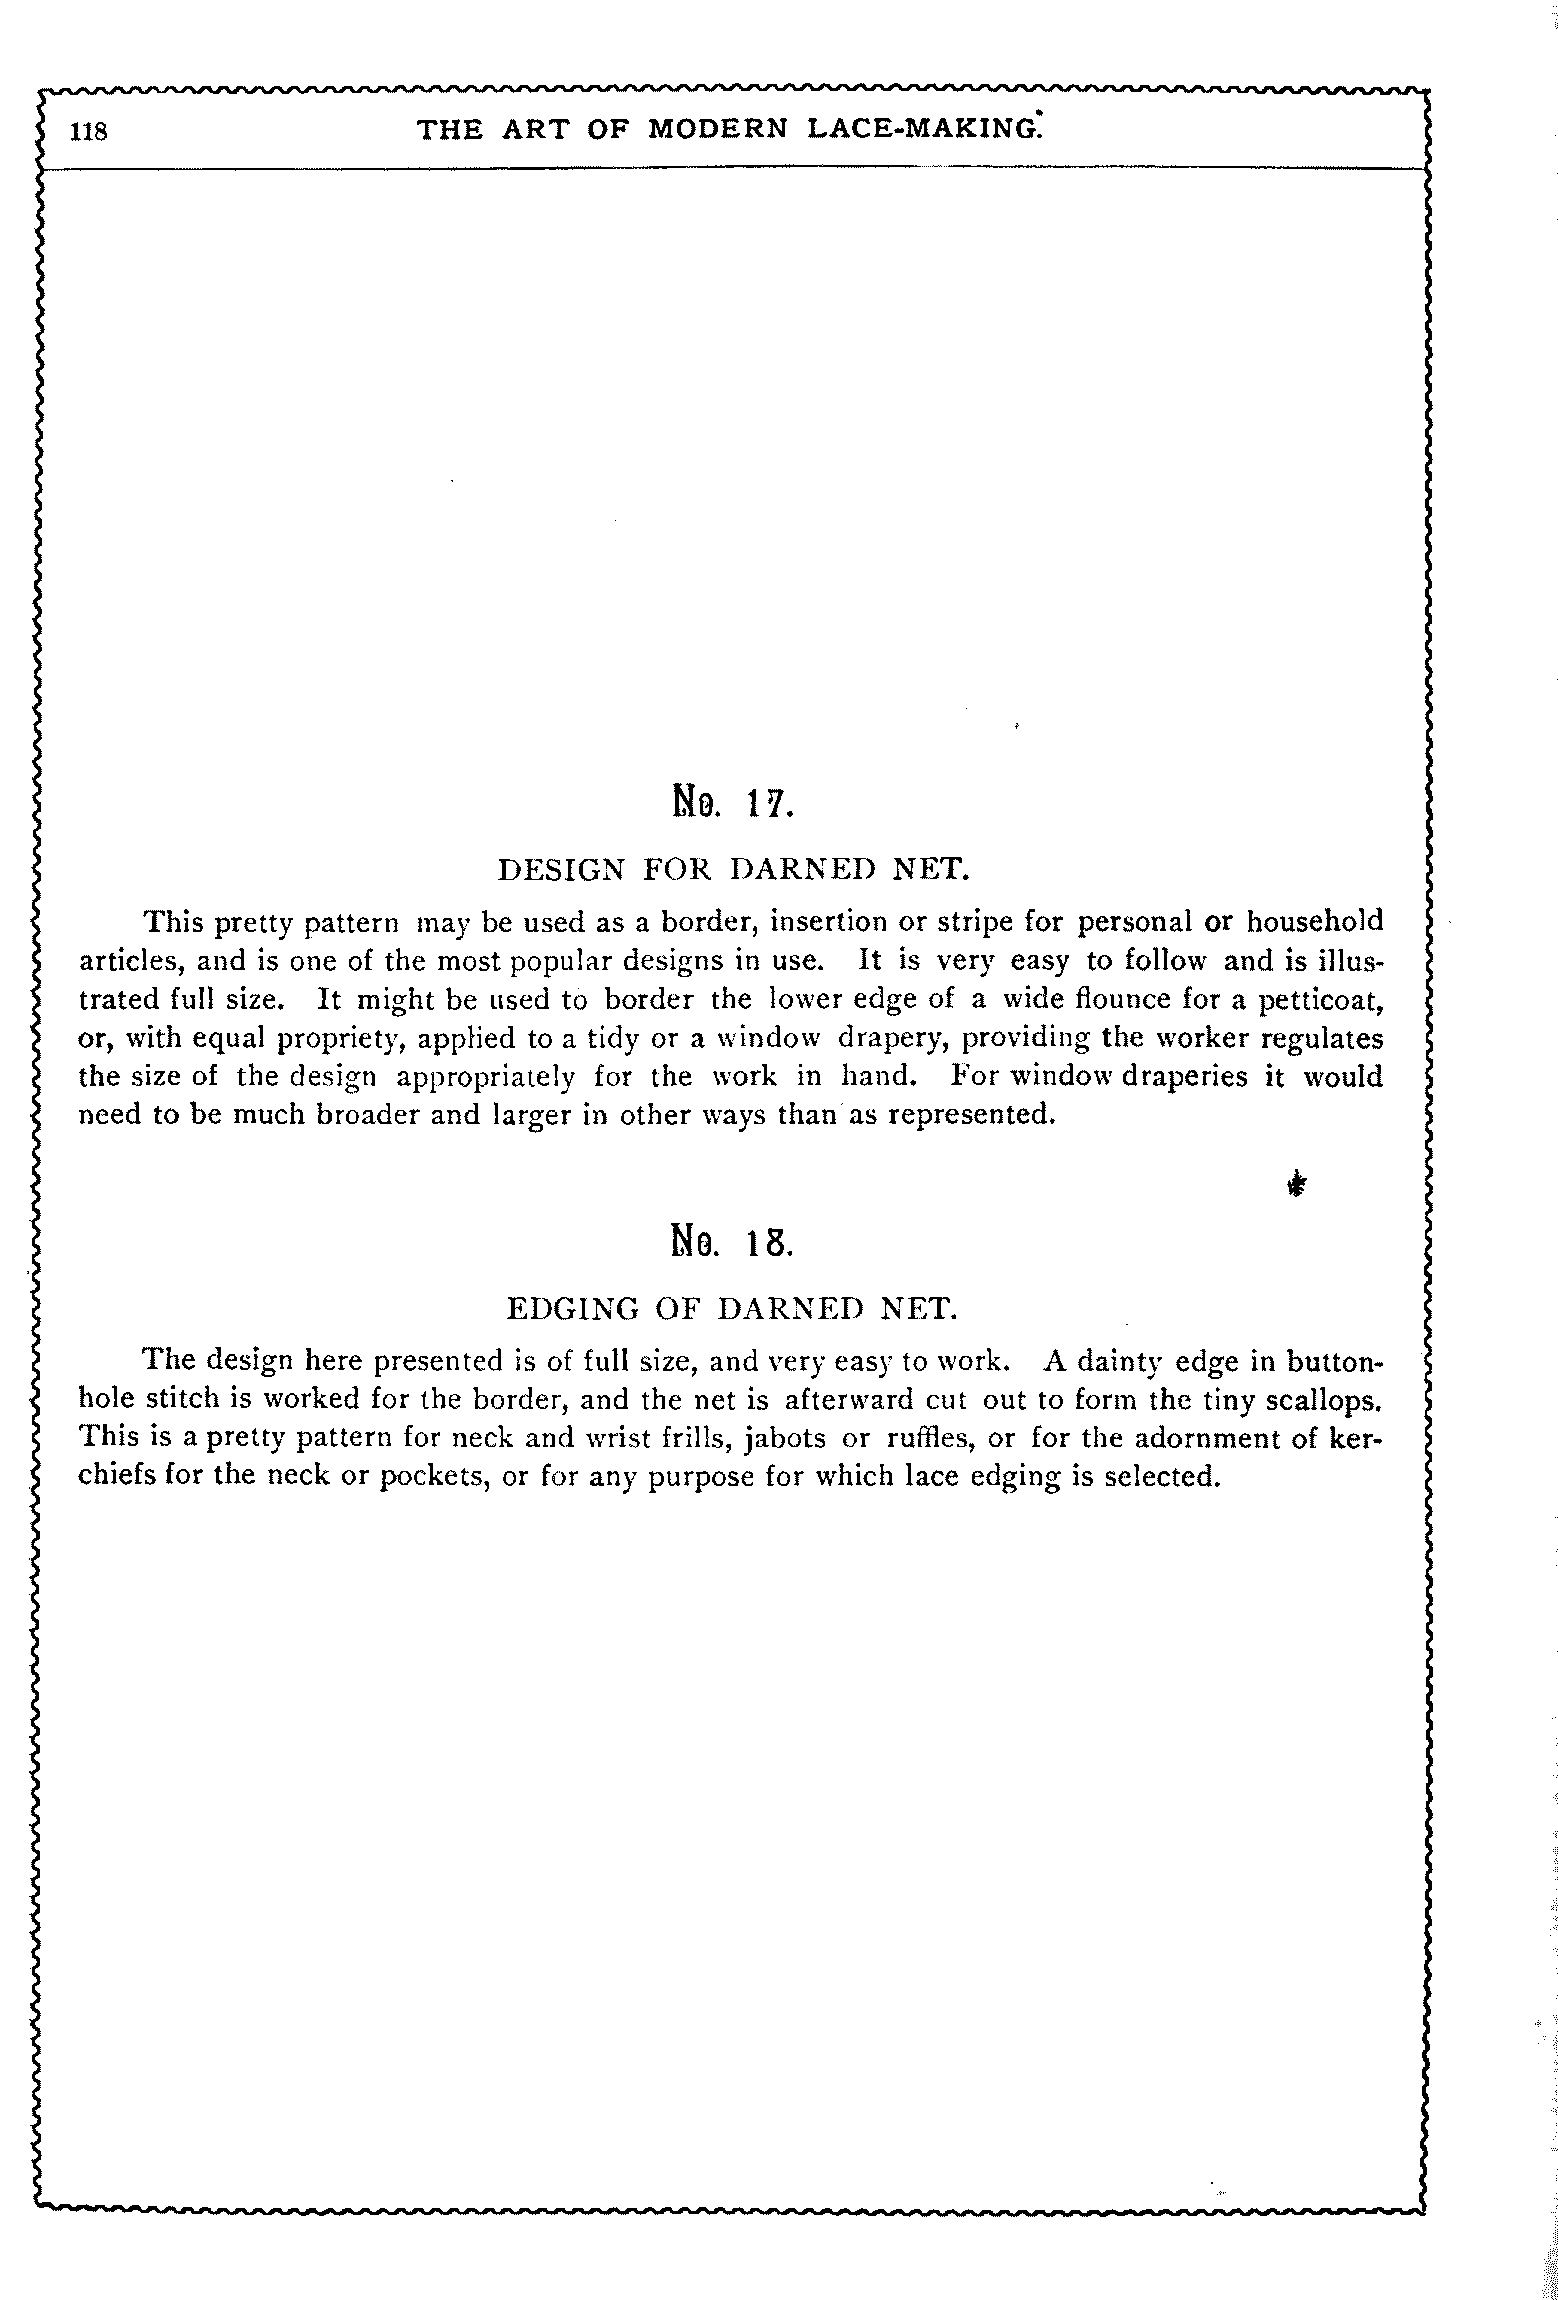 118 THE ART OF MODERN LACE-MAKING.
No. 17.
DESIGN FOR DARNED NET.
This pretty pattern may be used as a border, insertion or stripe for personal or household
articles, and is one of the most popular designs in use. It is very easy to follow and is illus-
trated full size. It might be used to border the lower edge of a wide flounce for a petticoat,
or, with equal propriety, applied to a tidy or a window drapery, providing the worker regulates
the size of the design appropriately for the work in hand. For window draperies it would
need to be much broader and larger in other ways than as represented.
No. 18.
EDGING OF DARNED NET.
The design here presented is of full size, and very easy to work. A dainty edge in button-
hole stitch is worked for the border, and the net is afterward cut out to form the tiny scallops.
This is a pretty pattern for neck and wrist frills, jabots or ruffles, or for the adornment of ker-
chiefs for the neck or pockets, or for any purpose for which lace edging is selected.